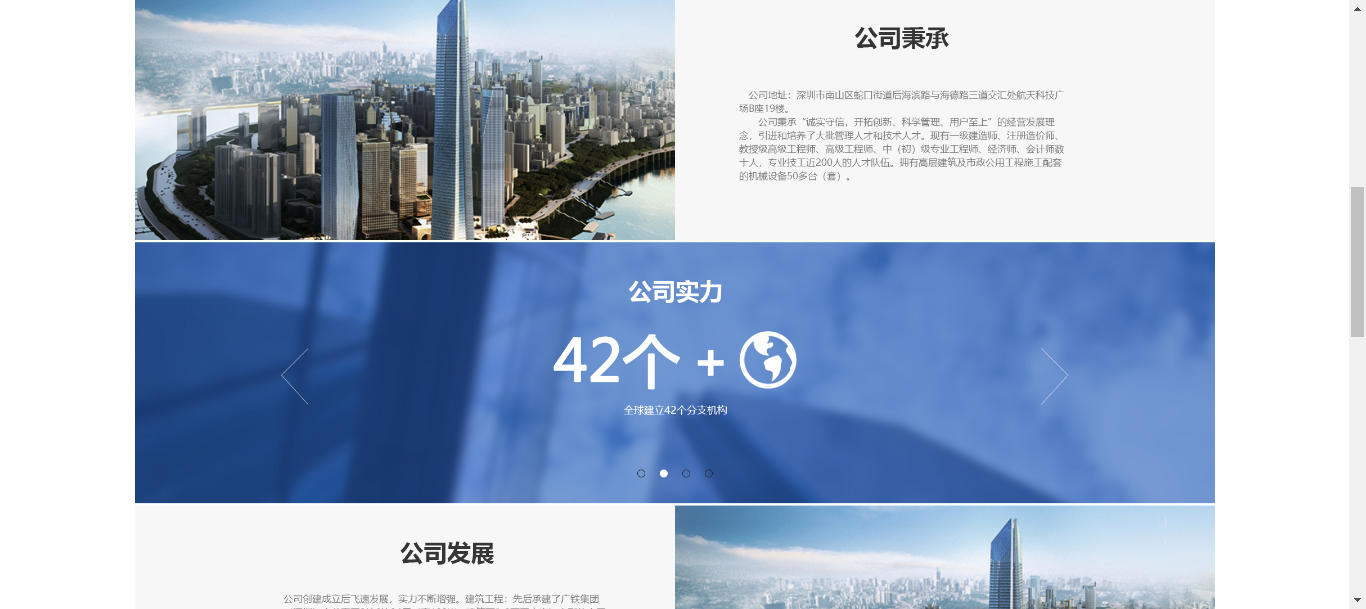 公司秉承
公司地址：深圳市南山区蛇口街道后海滨路与海德路三道交汇处航天科技广
场B座19楼。
公司秉承“诚实守信，开拓创新、科学管理、用户至上”的经营发展理
念，引进和培养了大批管理人才和技术人才。现有一级建造师、注册造价师、
教授级高级工程师、高级工程师、中（初）级专业工程师、经济师、会计师数
十人，专业技工近200人的人才队伍。拥有高层建筑及市政公用工程施工配套
的机械设备50多台（套）。
公司实力
42个 +
全球建立42个分支机构
公司发展
公司创建成立后飞速发展，实力不断增强。建筑工程：先后承建了广铁集团